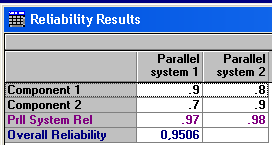 Reliability Results
Parallel system 1 Parallel system 2
Component 1 .9 .8
Component 2 .7 .9
Prll System Rel .97 .98
Overall Reliability 0,9506